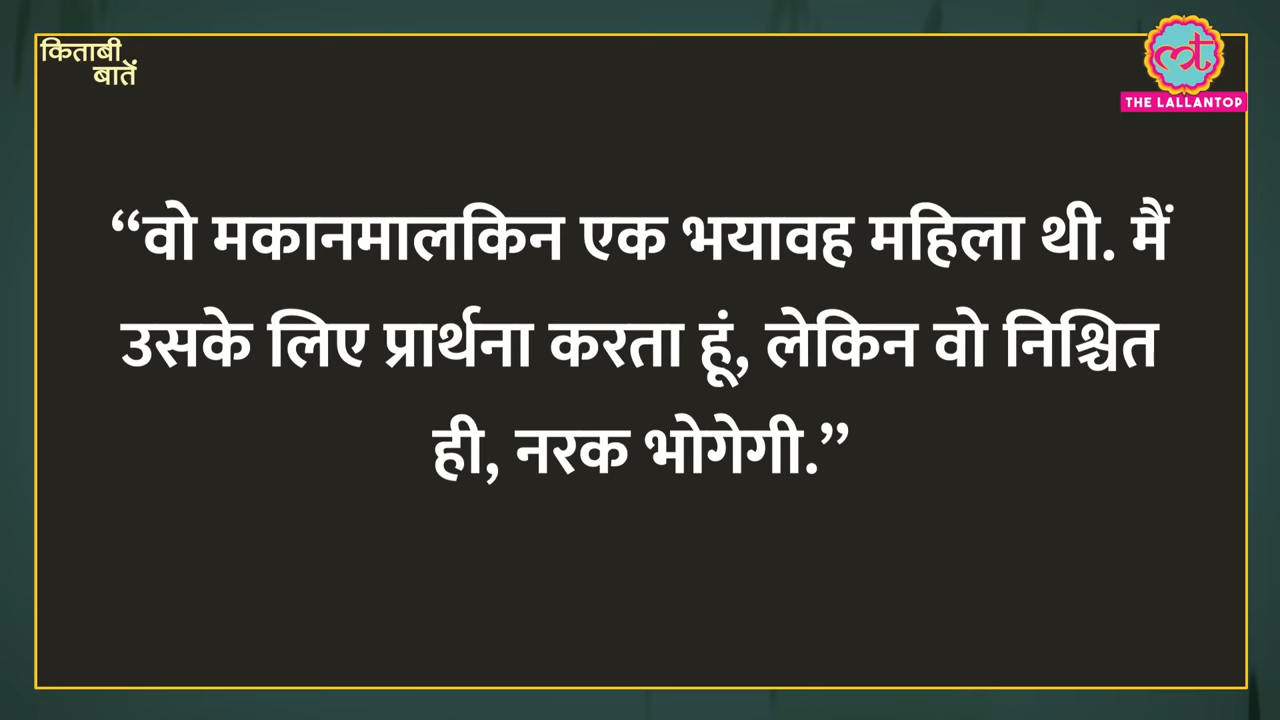 किताबी
बातें
THE LALLANTOP
“वो मकानमालकिन एक भयावह महिला थी. मैं
उसके लिए प्रार्थना करता हूं, लेकिन वो निश्चित
ही, नरक भोगेगी.”